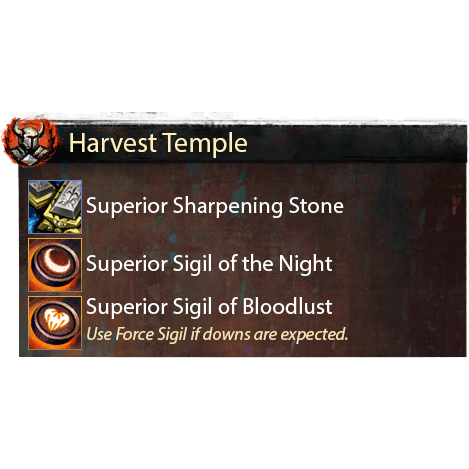 Harvest Temple
Superior Sharpening Stone
Superior Sigil of the Night
Superior Sigil of Bloodlust
Use Force Sigil if downs are expected.